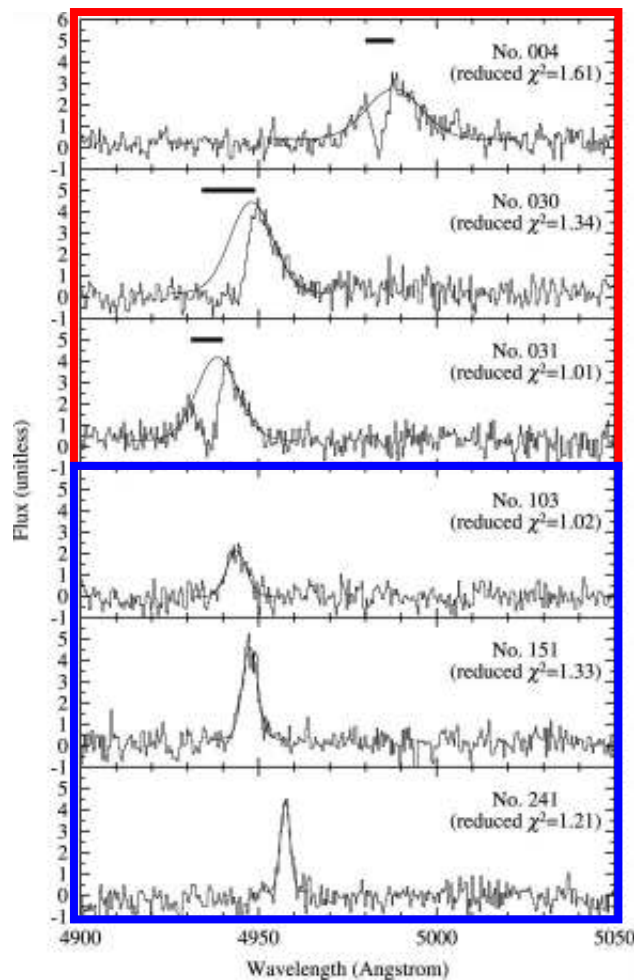 6
5
4
3
2
1
0
-1
No. 004
(reduced χ²=1.61)
5
4
3
2
1
0
-1
No. 030
(reduced χ²=1.34)
5
4
3
2
1
0
-1
No. 031
(reduced χ²=1.01)
5
4
3
2
1
0
-1
No. 103
(reduced χ²=1.02)
5
4
3
2
1
0
-1
No. 151
(reduced χ²=1.33)
5
4
3
2
1
0
-1
No. 241
(reduced χ²=1.21)
Flux (unitless)
4900 4950 5000 5050
Wavelength (Angstrom)